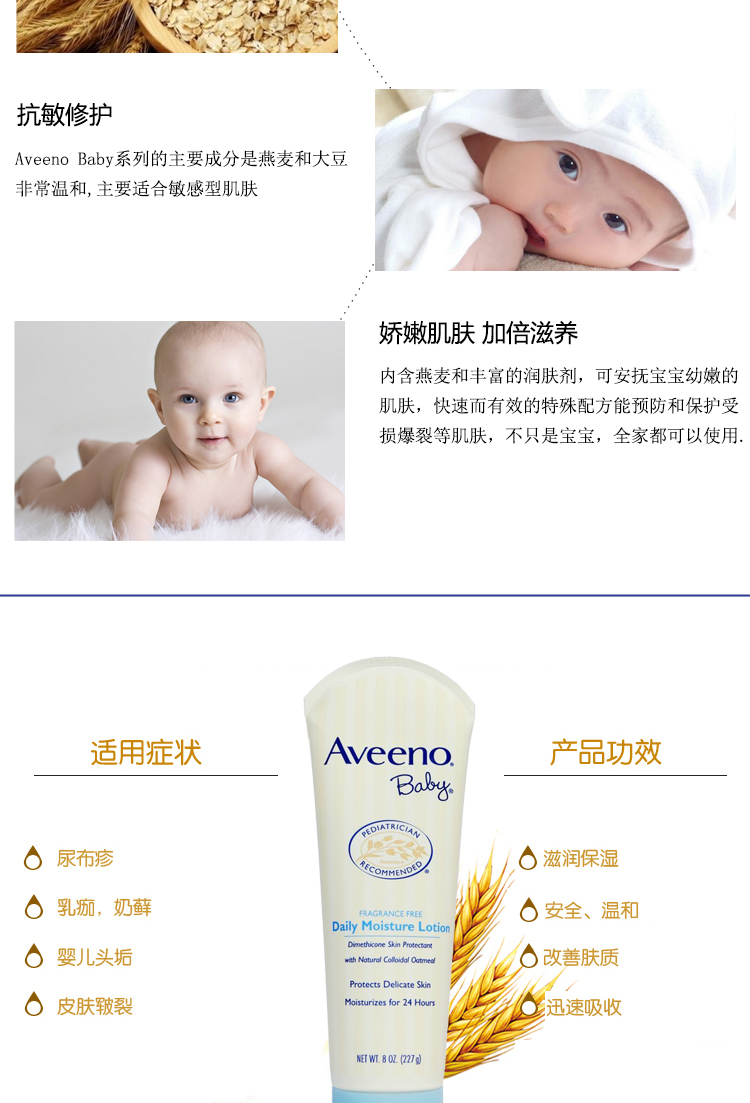 抗敏修护
Aveeno Baby系列的主要成分是燕麦和大豆
非常温和,主要适合敏感型肌肤
娇嫩肌肤 加倍滋养
内含燕麦和丰富的润肤剂，可安抚宝宝幼嫩的
肌肤，快速而有效的特殊配方能预防和保护受
损爆裂等肌肤，不只是宝宝，全家都可以使用.
适用症状
尿布疹
乳痂，奶藓
婴儿头垢
皮肤皲裂
Aveeno®
Baby®
PEDIATRICIAN
RECOMMENDED®
FRAGRANCE FREE
Daily Moisture Lotion
Dimethicone Skin Protectant
with Natural Colloidal Oatmeal
Protects Delicate Skin
Moisturizes for 24 Hours
NET WT. 8 OZ. (227g)
产品功效
滋润保湿
安全、温和
改善肤质
迅速吸收